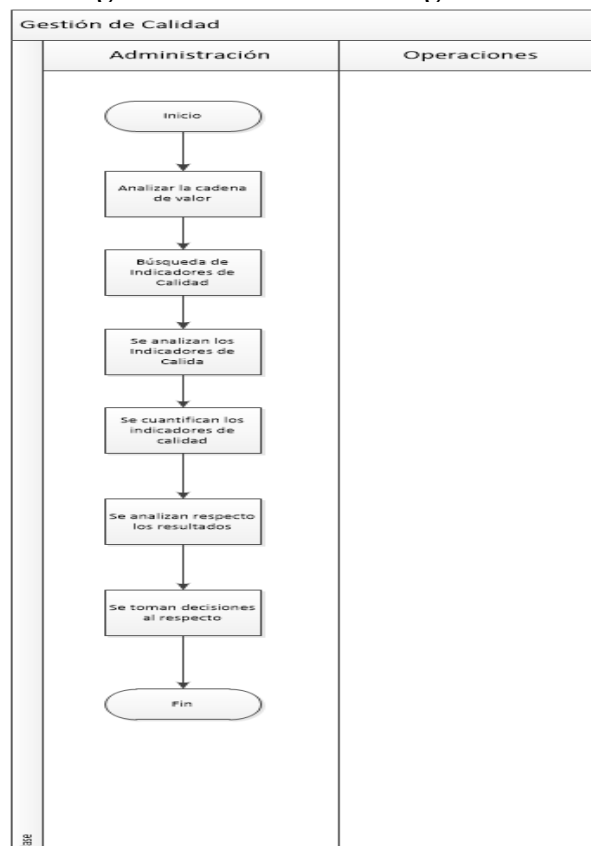 Gestión de Calidad
Administración
Operaciones
Inicio
Analizar la cadena
de valor
Búsqueda de
Indicadores de
Calidad
Se analizan los
Indicadores de
Calida
Se cuantifican los
indicadores de
calidad
Se analizan respecto
los resultados
Se toman decisiones
al respecto
Fin